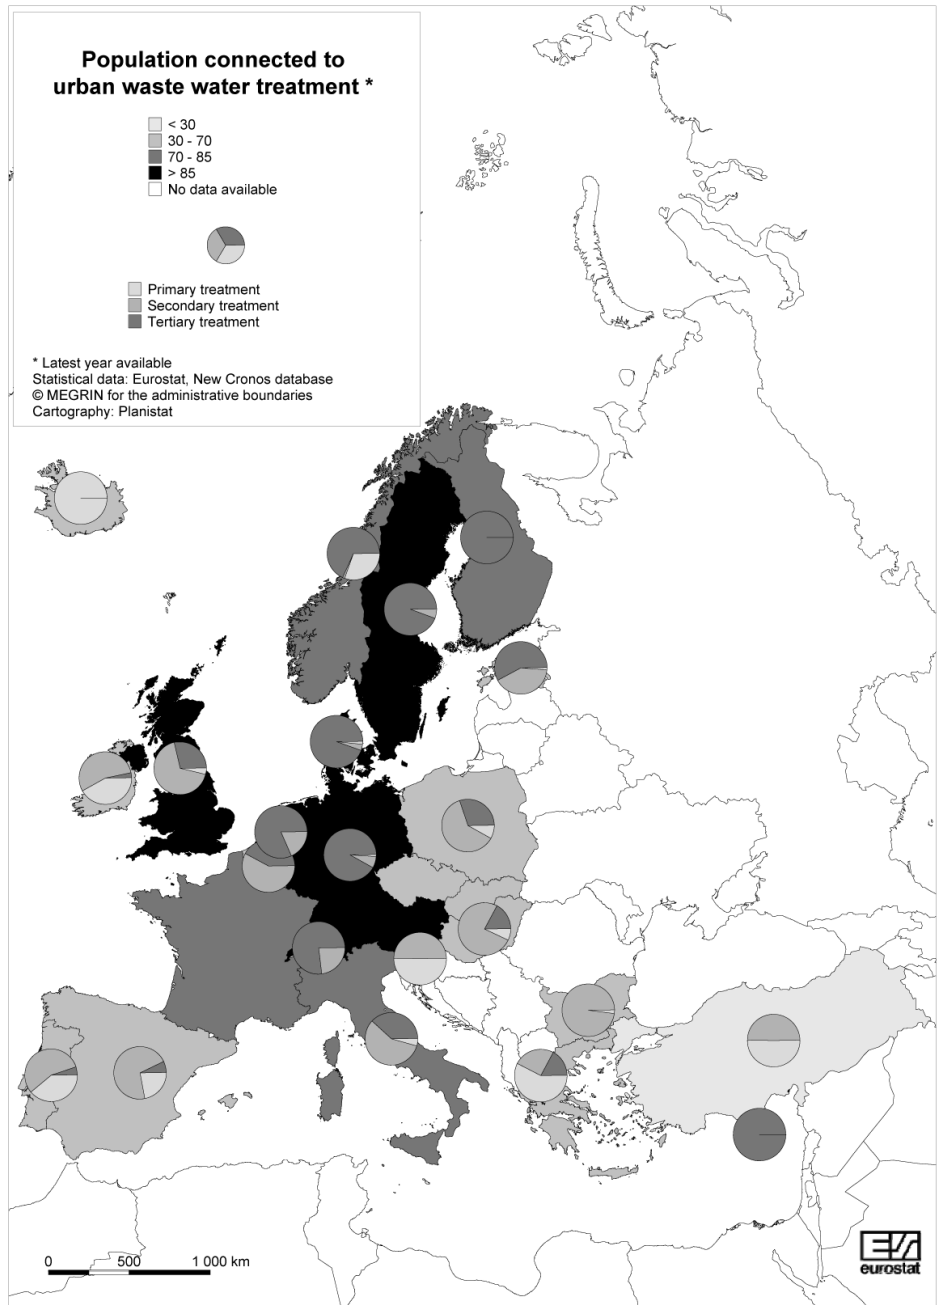 Population connected to
urban waste water treatment *
< 30
30 - 70
70 - 85
> 85
No data available
Primary treatment
Secondary treatment
Tertiary treatment
* Latest year available
Statistical data: Eurostat, New Cronos database
© MEGRIN for the administrative boundaries
Cartography: Planistat
0 500 1 000 km
eurostat